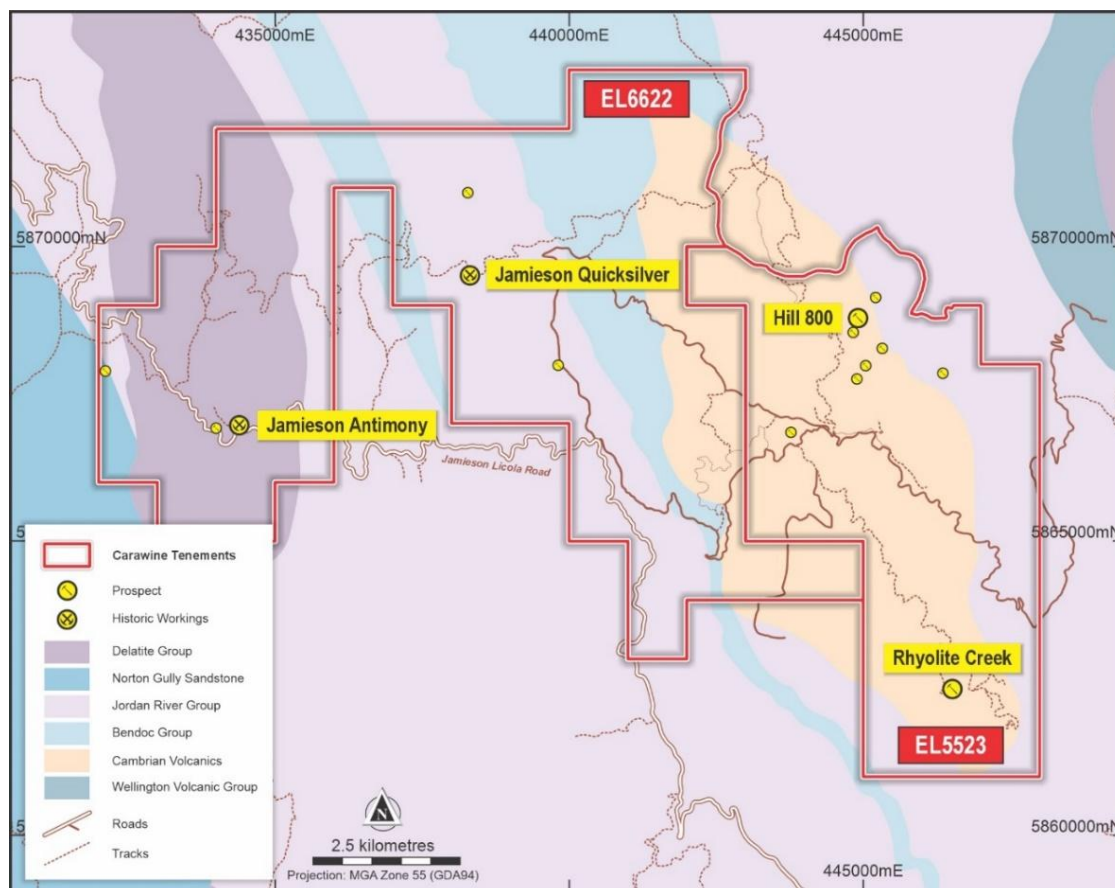 435000mE
440000mE
445000mE
EL6622
5870000mN
5870000mN
Jamieson Quicksilver
Hill 800
Jamieson Antimony
Jamieson Licola Road
5
5865000mN
Rhyolite Creek
EL5523
Carawine Tenements
Prospect
Historic Workings
Delatite Group
Norton Gully Sandstone
Jordan River Group
Bendoc Group
Cambrian Volcanics
Wellington Volcanic Group
Roads
Tracks
5
5860000mN
N
2.5 kilometres
Projection: MGA Zone 55 (GDA94)
445000mE